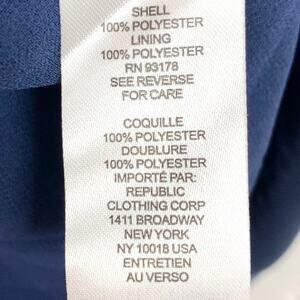 SHELL
100% POLYESTER
LINING
100% POLYESTER
RN 93178
SEE REVERSE
FOR CARE
COQUILLE
100% POLYESTER
DOUBLURE
100% POLYESTER
IMPORTÉ PAR:
REPUBLIC
CLOTHING CORP
1411 BROADWAY
NEW YORK
NY 10018 USA
ENTRETIEN
AU VERSO